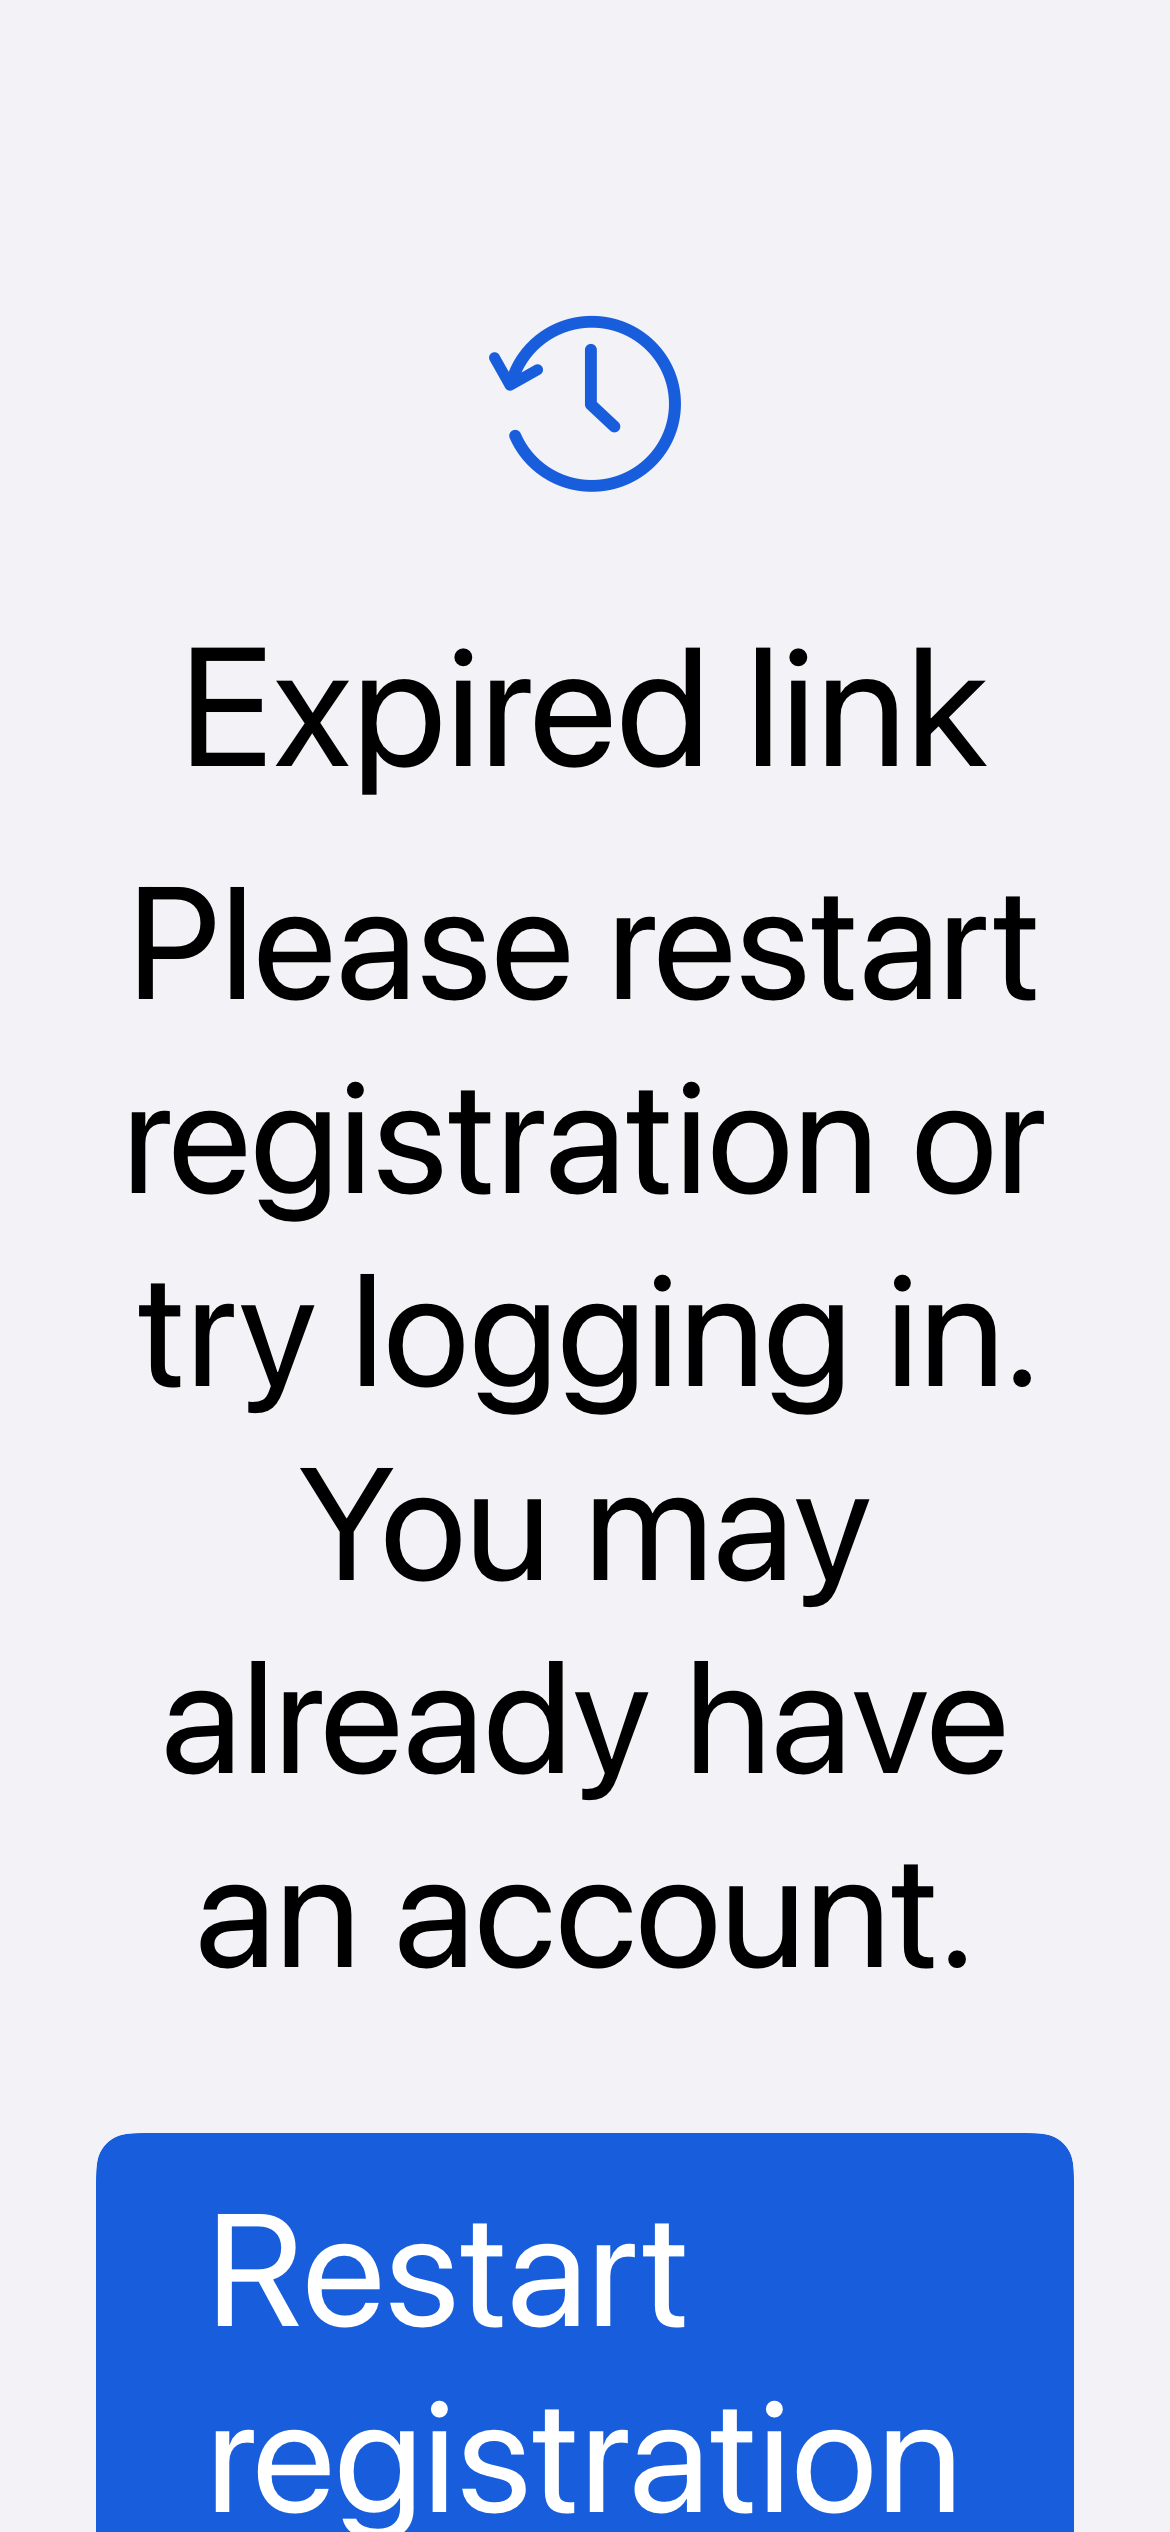 Expired link
Please restart
registration or
try logging in.
You may
already have
an account.
Restart
registration